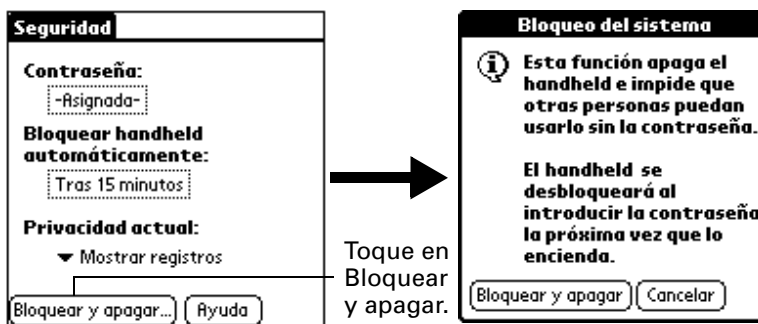 Seguridad
Contraseña:
-Asignada-
Bloquear handheld
automáticamente:
Tras 15 minutos
Privacidad actual:
Mostrar registros
Bloquear y apagar... Ayuda
Toque en
Bloquear
y apagar.
Bloqueo del sistema
Esta función apaga el
handheld e impide que
otras personas puedan
usarlo sin la contraseña.
El handheld se
desbloqueará al
introducir la contraseña
la próxima vez que lo
encienda.
Bloquear y apagar Cancelar